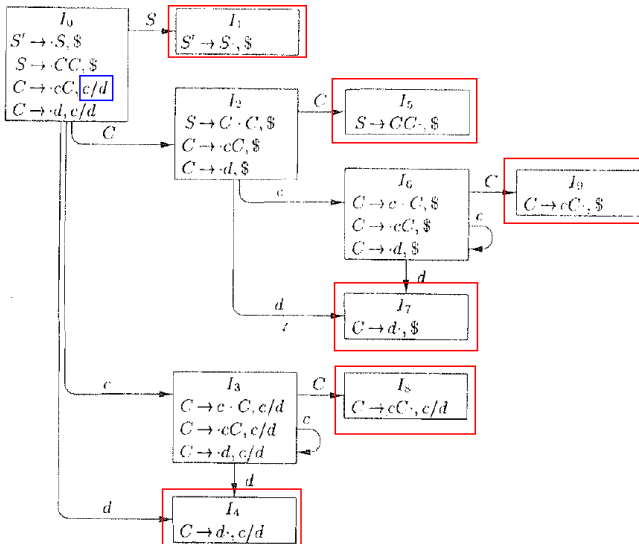 I₀
S' → ·S, $
S → ·CC, $
C → ·cC, c/d
C → ·d, c/d
S
I₁
S' → S·, $
C
I₂
S → C · C, $
C → ·cC, $
C → ·d, $
C
I₅
S → CC·, $
c
I₆
C → c · C, $
C → ·cC, $
C → ·d, $
C
I₉
C → cC·, $
c
d
d
I₇
C → d·, $
c
I₃
C → c · C, c/d
C → ·cC, c/d
C → ·d, c/d
C
I₈
C → cC·, c/d
c
d
d
I₄
C → d·, c/d